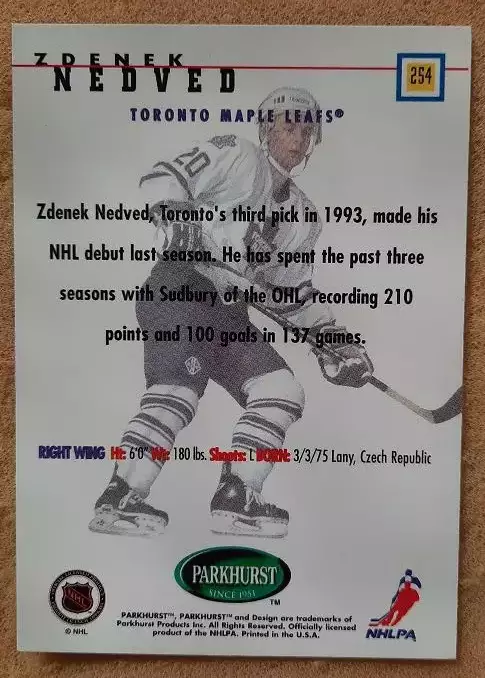 ZDENEK
NEDVED
254
TORONTO MAPLE LEAFS®
20
Zdenek Nedved, Toronto's third pick in 1993, made his
NHL debut last season. He has spent the past three
seasons with Sudbury of the OHL, recording 210
points and 100 goals in 137 games.
RIGHT WING Ht: 6'0" Wt: 180 lbs. Shoots: L BORN: 3/3/75 Lany, Czech Republic
PARKHURST
SINCE 1951
TM
PARKHURST™, PARKHURST™ and Design are trademarks of
Parkhurst Products Inc. All Rights Reserved. Officially licensed
product of the NHLPA. Printed in the U.S.A.
NHL
© NHL
NHLPA